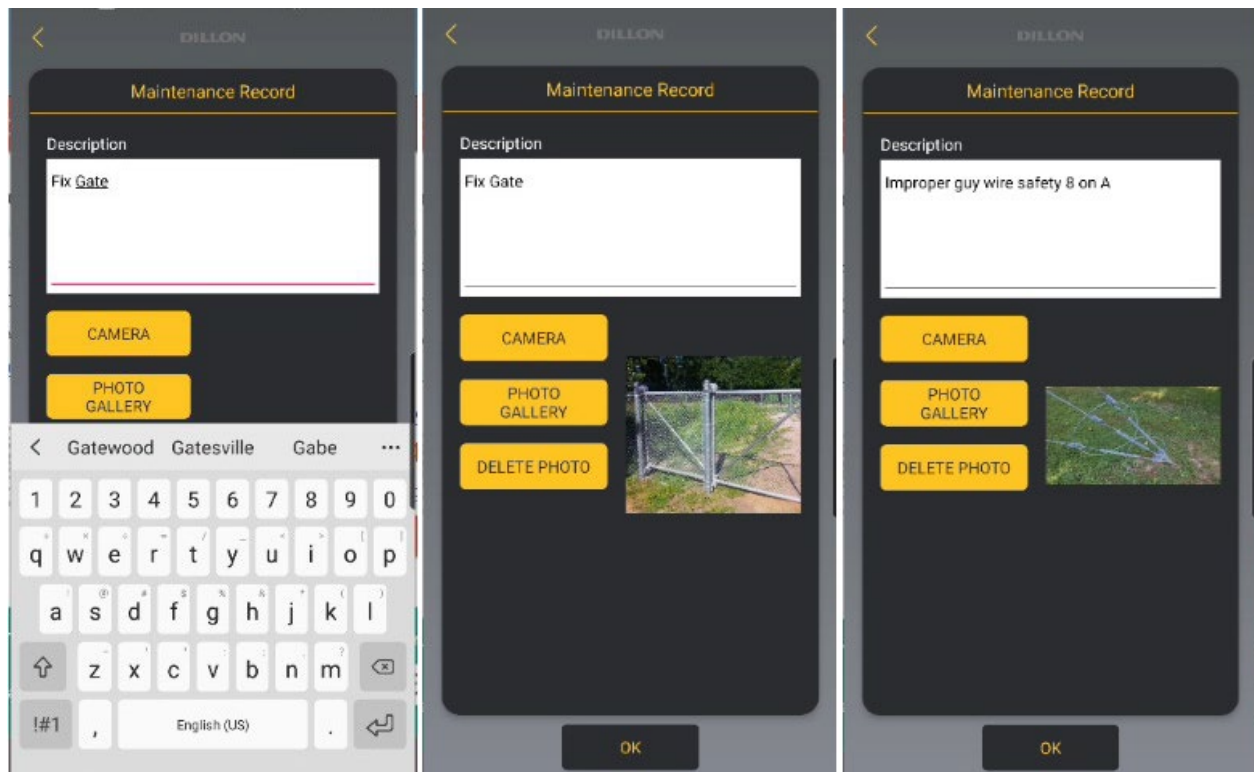 DILLON
Maintenance Record
Description
Fix Gate
CAMERA
PHOTO
GALLERY
Gatewood Gatesville Gabe ...
1 2 3 4 5 6 7 8 9 0
q w e r t y u i o p
a s d f g h j k l
z x c v b n m
!#1 , English (US) .
DILLON
Maintenance Record
Description
Fix Gate
CAMERA
PHOTO
GALLERY
DELETE PHOTO
OK
DILLON
Maintenance Record
Description
Improper guy wire safety 8 on A
CAMERA
PHOTO
GALLERY
DELETE PHOTO
OK